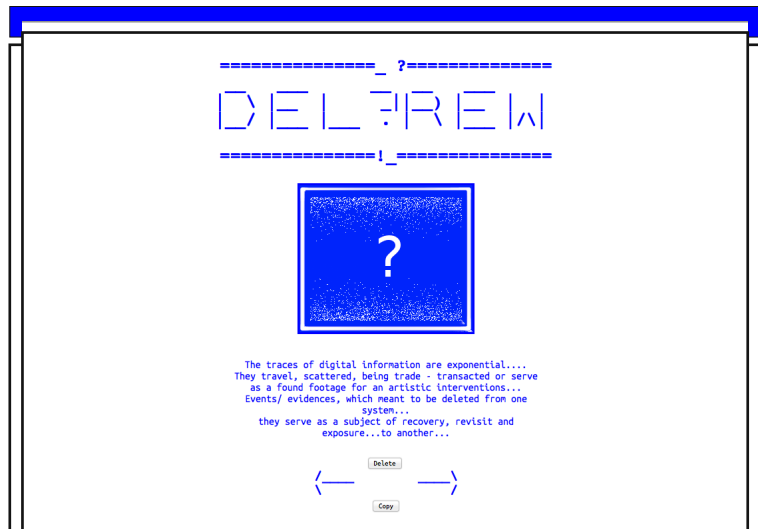 ===============_ ?==============
DEL?REW
===============!_===============
?
The traces of digital information are exponential....
They travel, scattered, being trade - transacted or serve
as a found footage for an artistic interventions...
Events/ evidences, which meant to be deleted from one
system...
they serve as a subject of recovery, revisit and
exposure...to another...
Delete
Copy